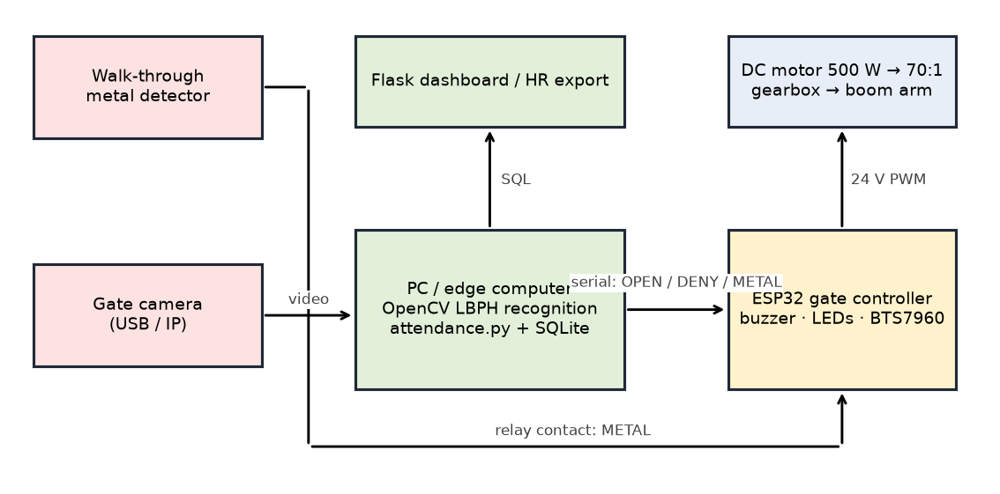 Walk-through
metal detector
Flask dashboard / HR export
DC motor 500 W → 70:1
gearbox → boom arm
SQL
24 V PWM
Gate camera
(USB / IP)
video
PC / edge computer
OpenCV LBPH recognition
attendance.py + SQLite
serial: OPEN / DENY / METAL
ESP32 gate controller
buzzer · LEDs · BTS7960
relay contact: METAL